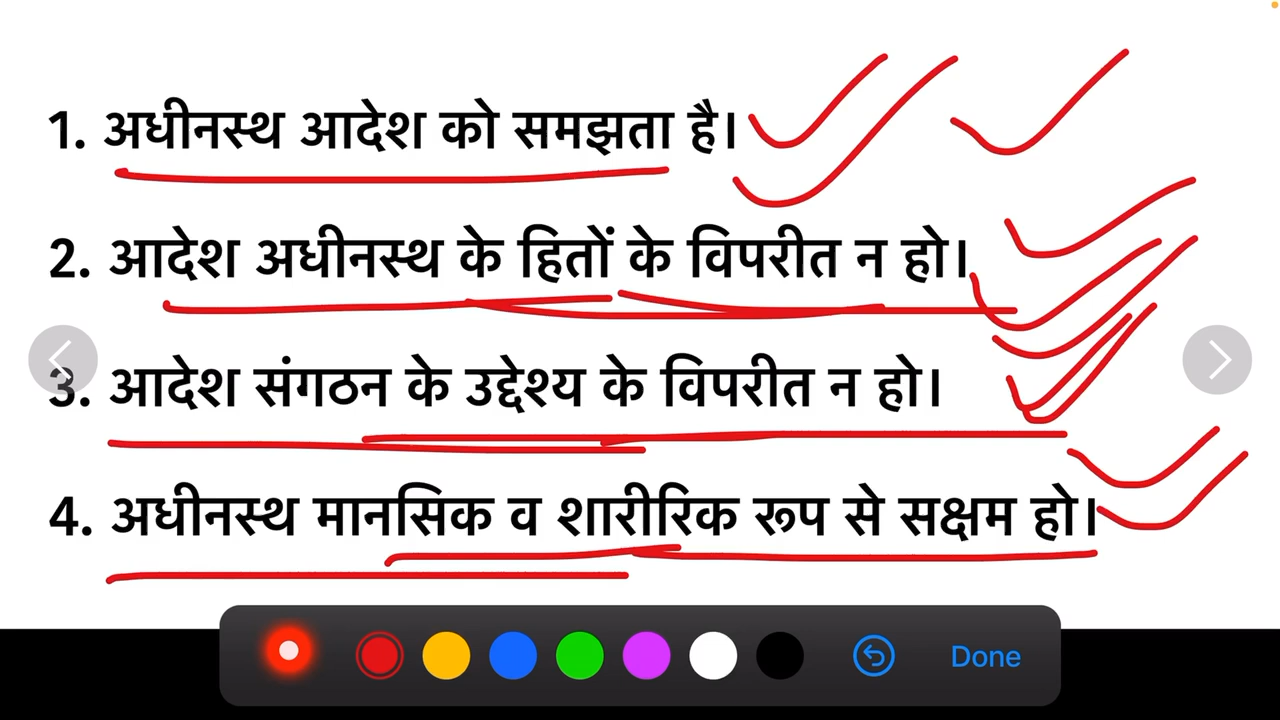 1. अधीनस्थ आदेश को समझता है।
2. आदेश अधीनस्थ के हितों के विपरीत न हो।
3. आदेश संगठन के उद्देश्य के विपरीत न हो।
4. अधीनस्थ मानसिक व शारीरिक रूप से सक्षम हो।
Done